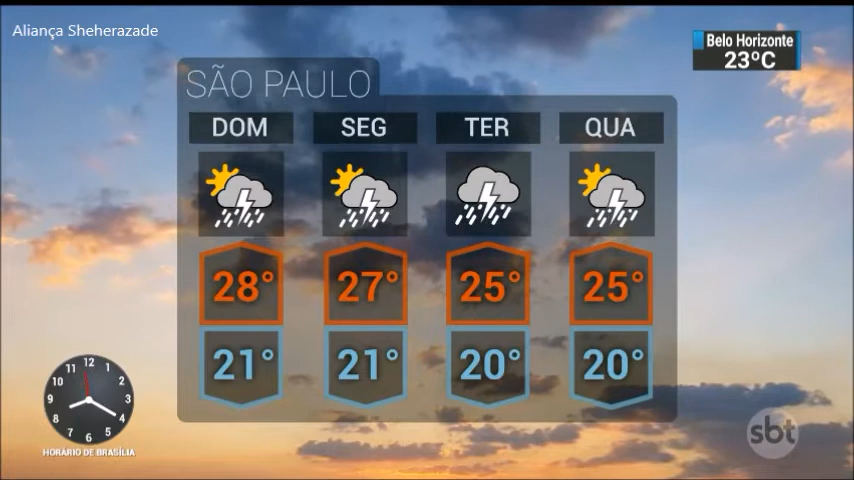 Aliança Sheherazade
Belo Horizonte
23ºC
SÃO PAULO
DOM SEG TER QUA
28° 27° 25° 25°
21° 21° 20° 20°
12
11 1
10 2
9 3
8 4
7 5
6
HORÁRIO DE BRASÍLIA
sbt